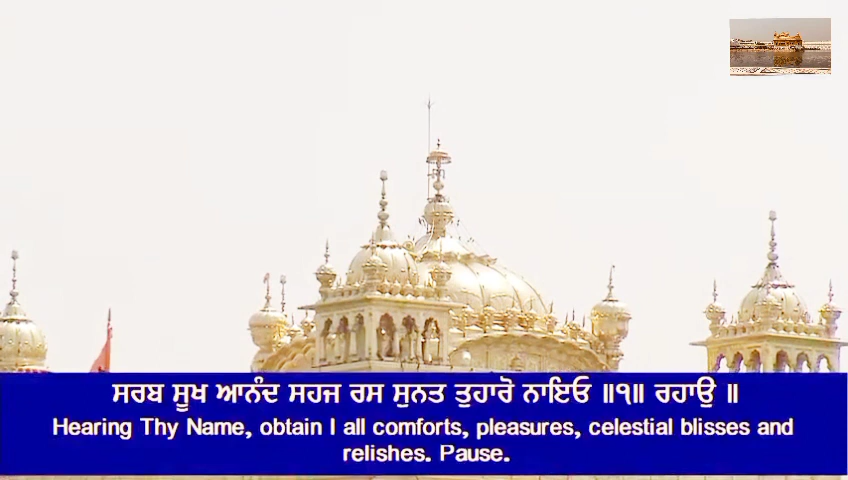 ਸਰਬ ਸੂਖ ਆਨੰਦ ਸਹਜ ਰਸ ਸੁਨਤ ਤੁਹਾਰੋ ਨਾਇਓ ॥੧॥ ਰਹਾਉ ॥
Hearing Thy Name, obtain I all comforts, pleasures, celestial blisses and
relishes. Pause.